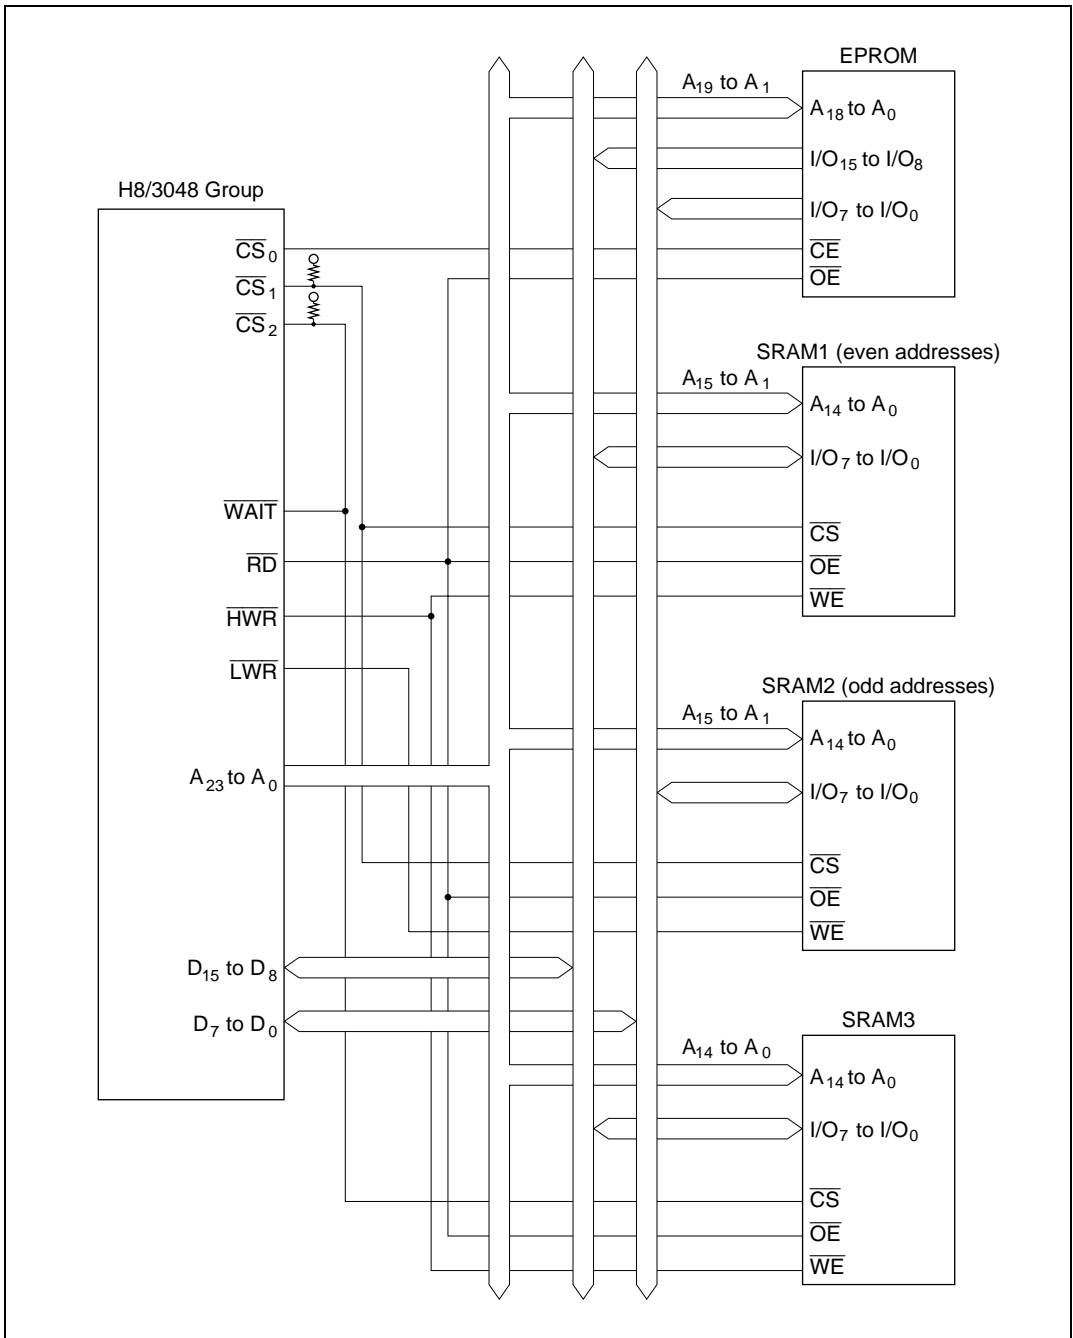 EPROM
A19 to A1
A18 to A0
I/O15 to I/O8
I/O7 to I/O0
CE
OE
H8/3048 Group
CS0
CS1
CS2
WAIT
RD
HWR
LWR
A23 to A0
D15 to D8
D7 to D0
SRAM1 (even addresses)
A15 to A1
A14 to A0
I/O7 to I/O0
CS
OE
WE
SRAM2 (odd addresses)
A15 to A1
A14 to A0
I/O7 to I/O0
CS
OE
WE
SRAM3
A14 to A0
A14 to A0
I/O7 to I/O0
CS
OE
WE